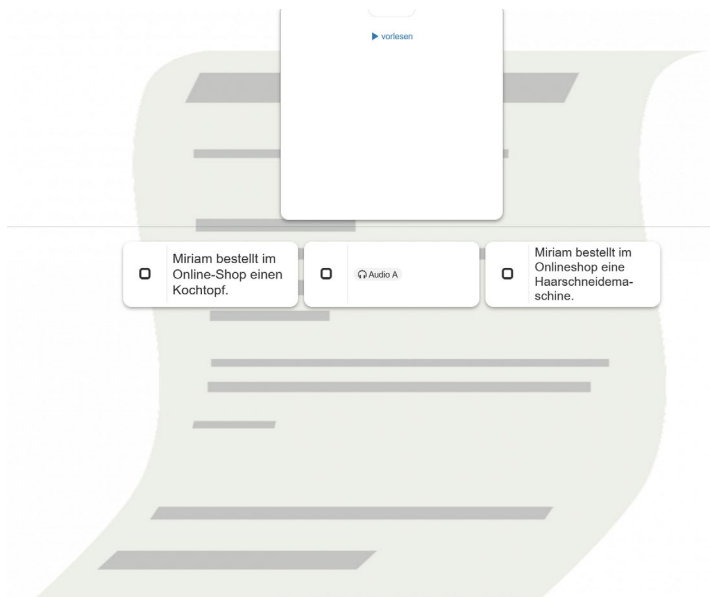 vorlesen
Miriam bestellt im
Online-Shop einen
Kochtopf.
Audio A
Miriam bestellt im
Onlineshop eine
Haarschneidema-
schine.